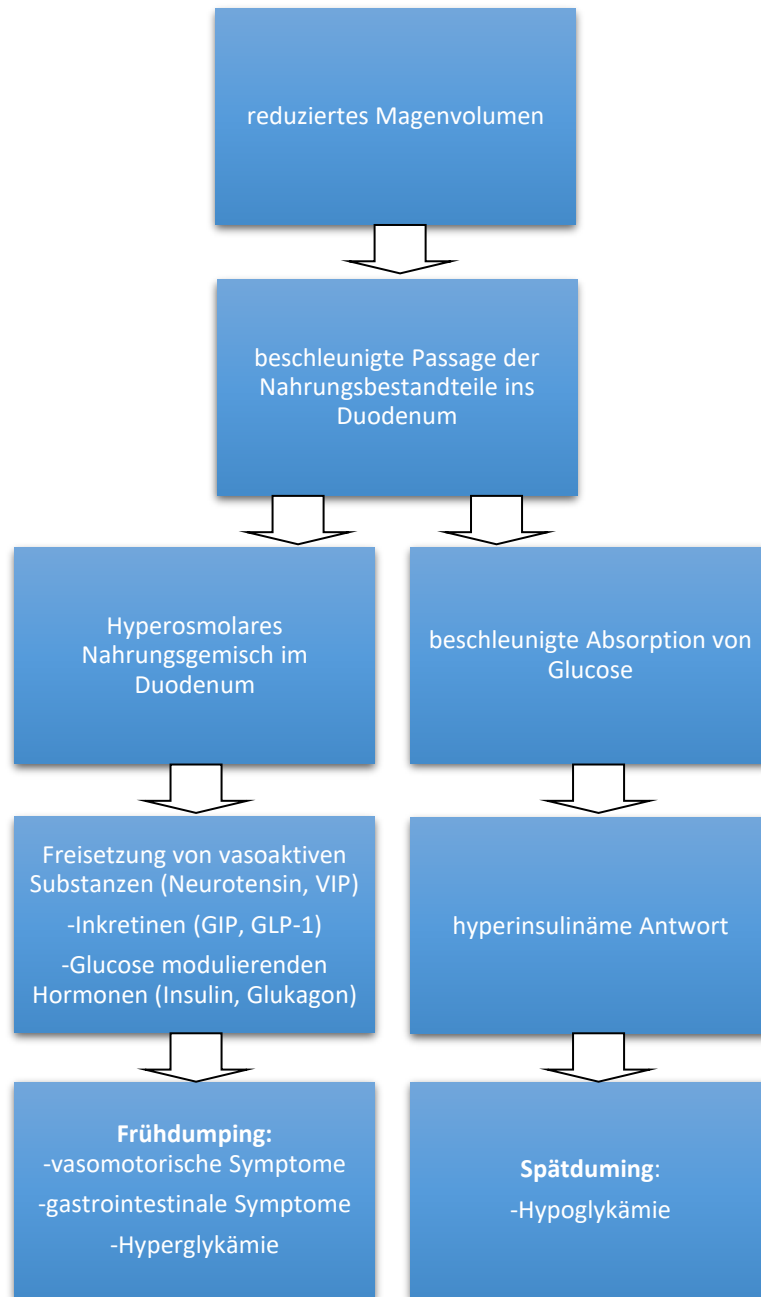 reduziertes Magenvolumen
beschleunigte Passage der
Nahrungsbestandteile ins
Duodenum
Hyperosmolares
Nahrungsgemisch im
Duodenum
beschleunigte Absorption von
Glucose
Freisetzung von vasoaktiven
Substanzen (Neurotensin, VIP)
-Inkretinen (GIP, GLP-1)
-Glucose modulierenden
Hormonen (Insulin, Glukagon)
hyperinsulinäme Antwort
Frühdumping:
-vasomotorische Symptome
-gastrointestinale Symptome
-Hyperglykämie
Spätduming:
-Hypoglykämie